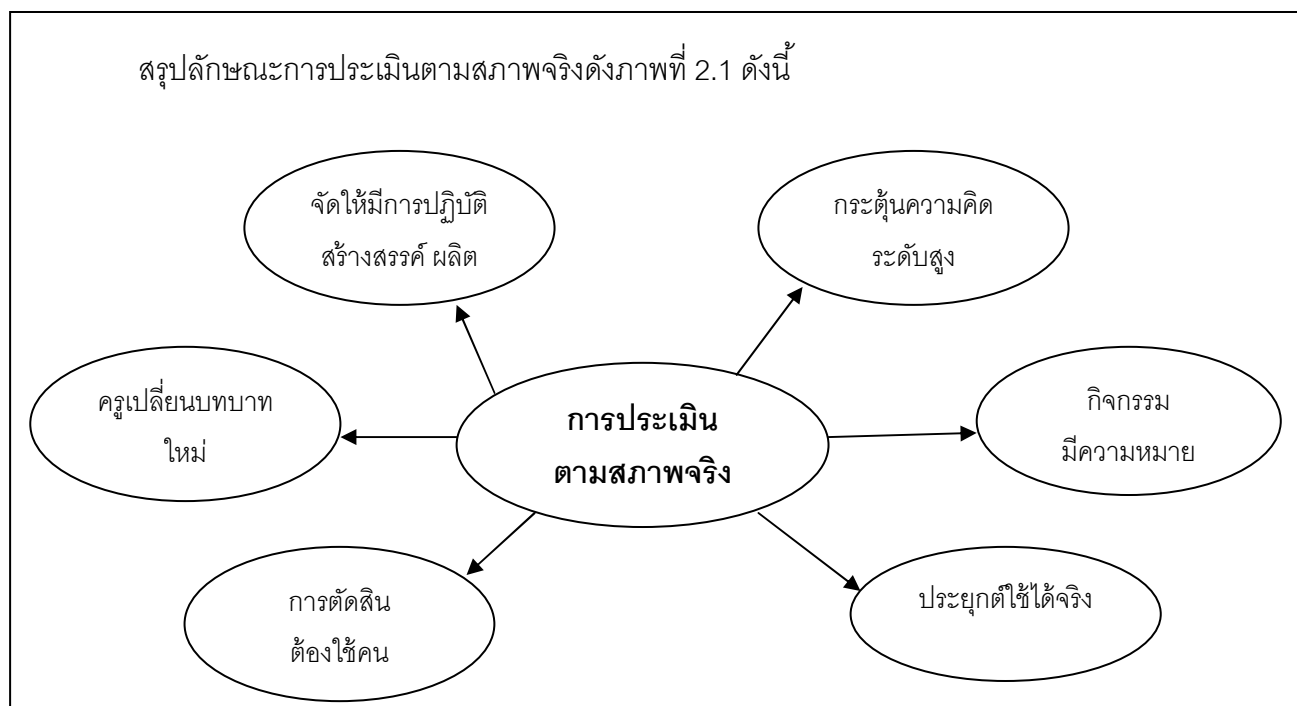 สรุปลักษณะการประเมินตามสภาพจริงดังภาพที่ 2.1 ดังนี้
จัดให้มีการปฏิบัติ
สร้างสรรค์ ผลิต
กระตุ้นความคิด
ระดับสูง
ครูเปลี่ยนบทบาท
ใหม่
การประเมิน
ตามสภาพจริง
กิจกรรม
มีความหมาย
การตัดสิน
ต้องใช้คน
ประยุกต์ใช้ได้จริง